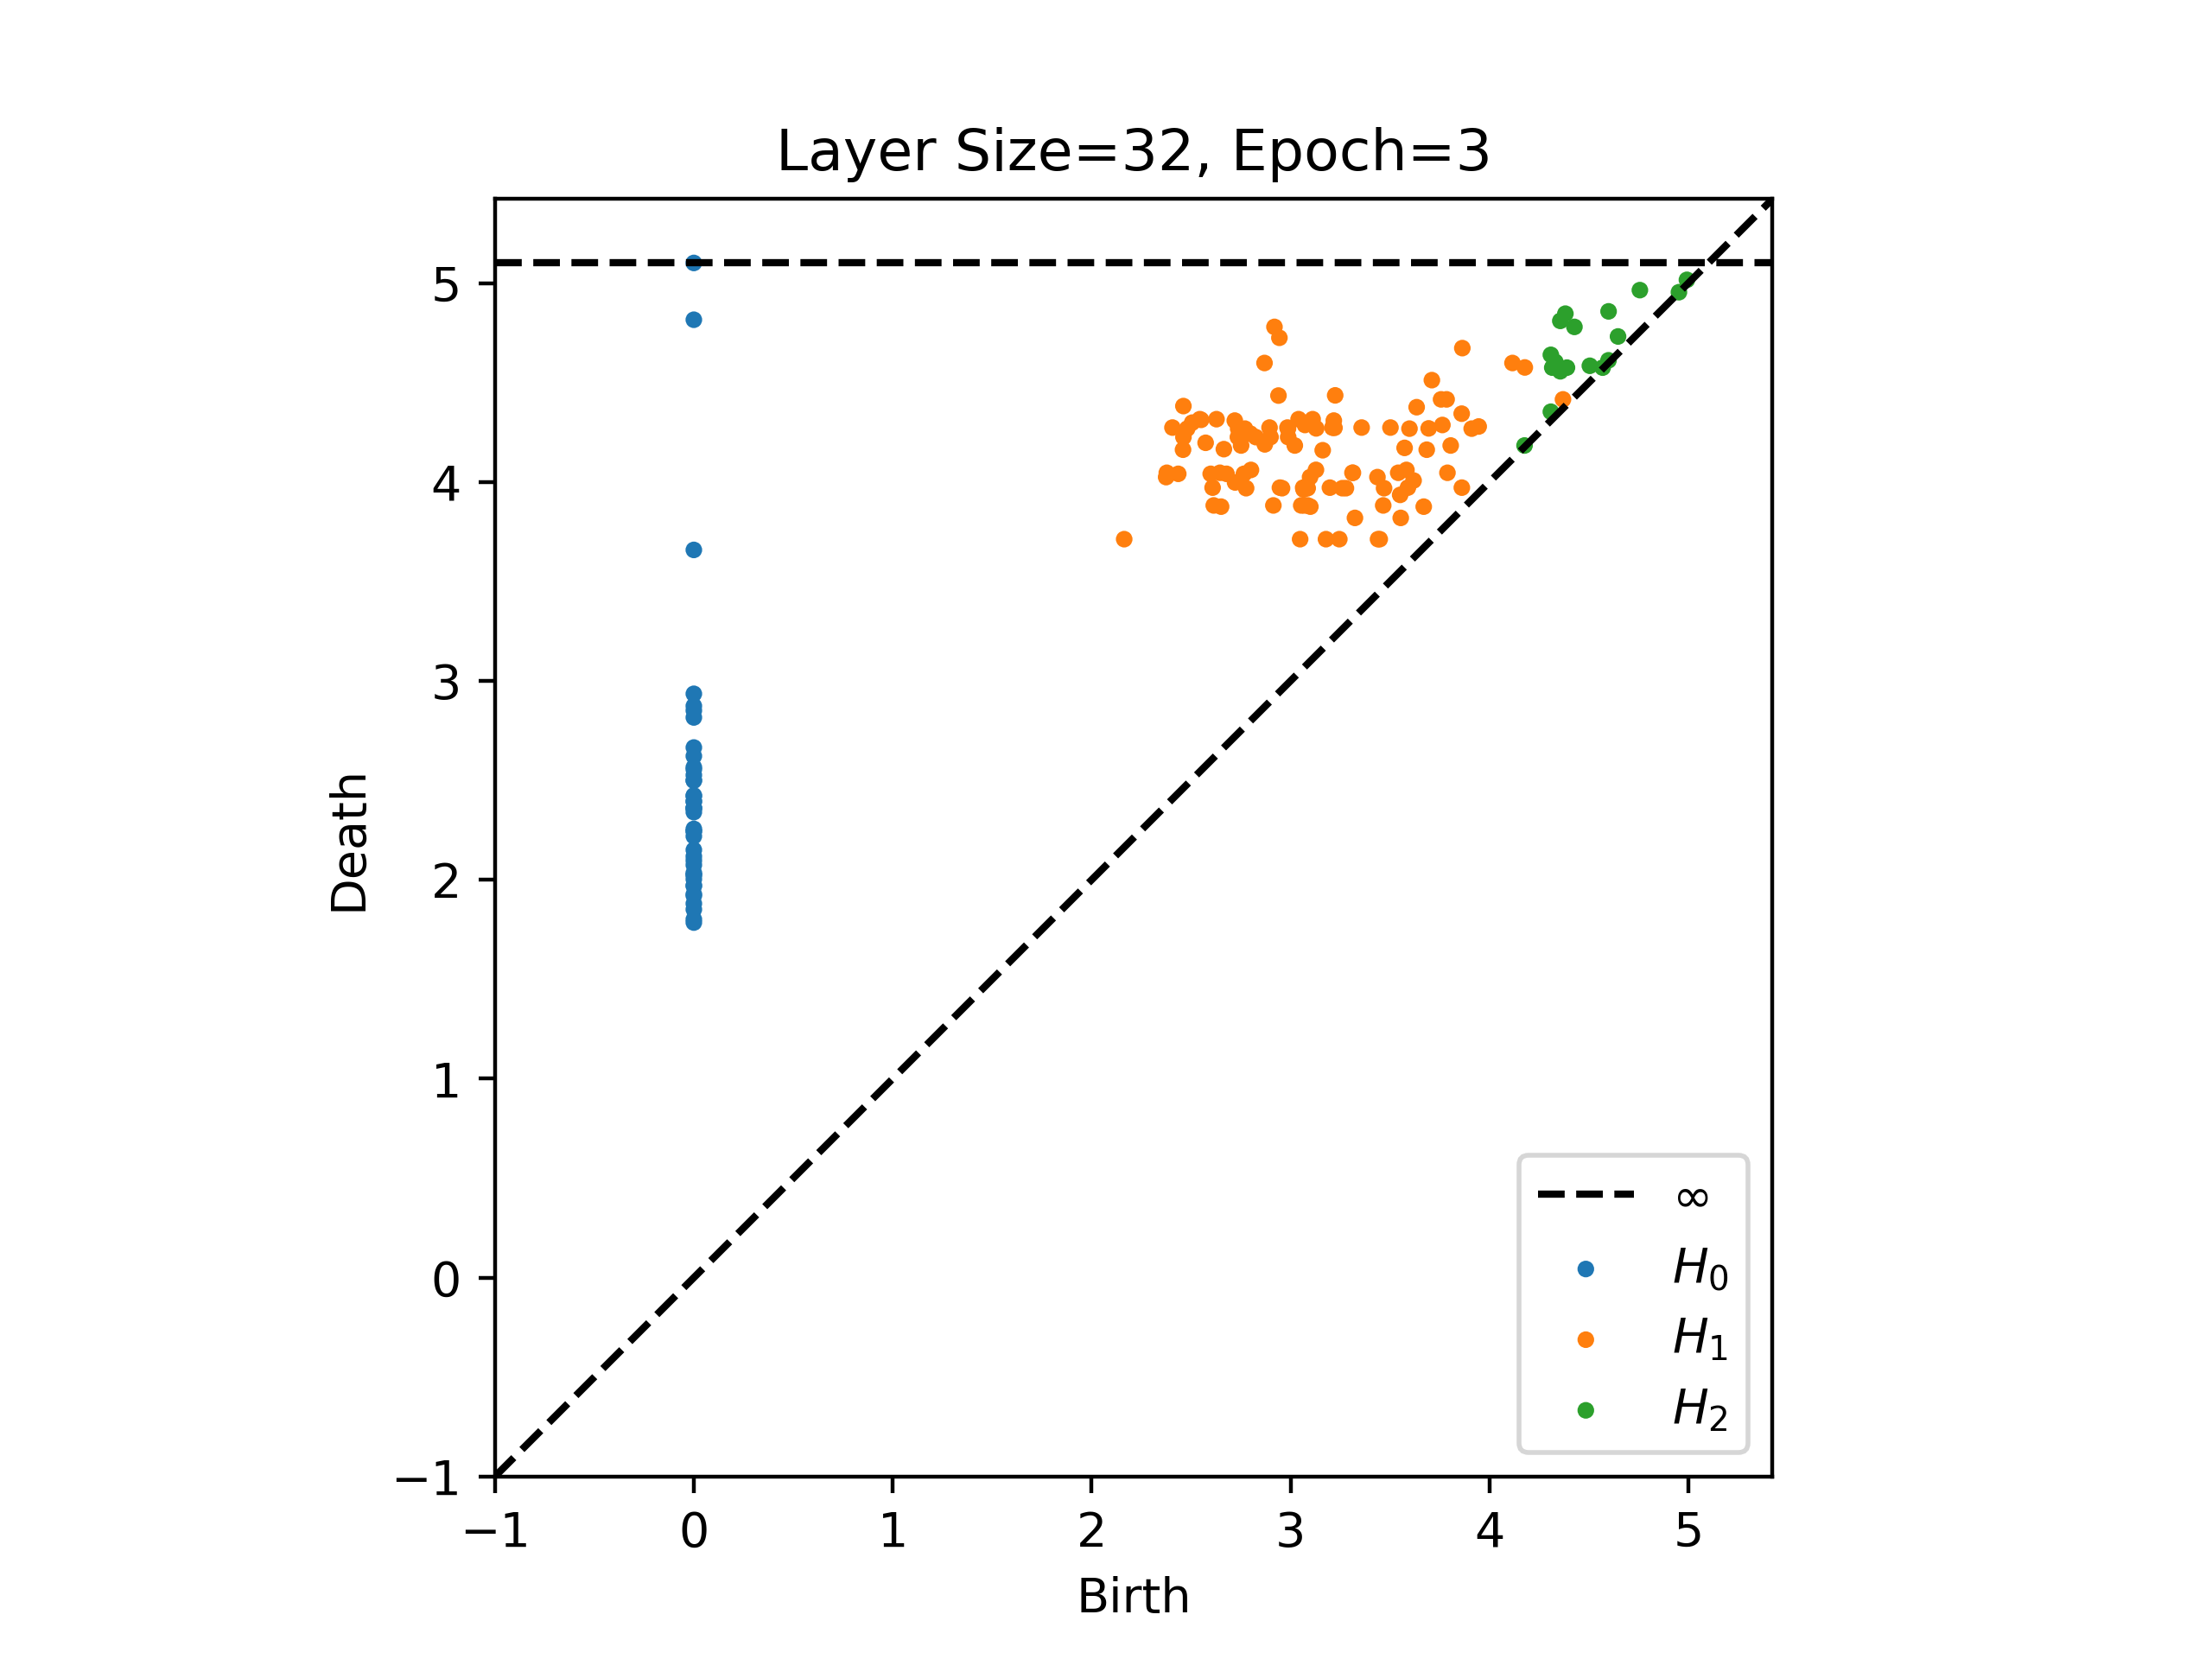 Layer Size=32, Epoch=3
Death
5
4
3
2
1
0
−1
−1 0 1 2 3 4 5
Birth
∞
H₀
H₁
H₂